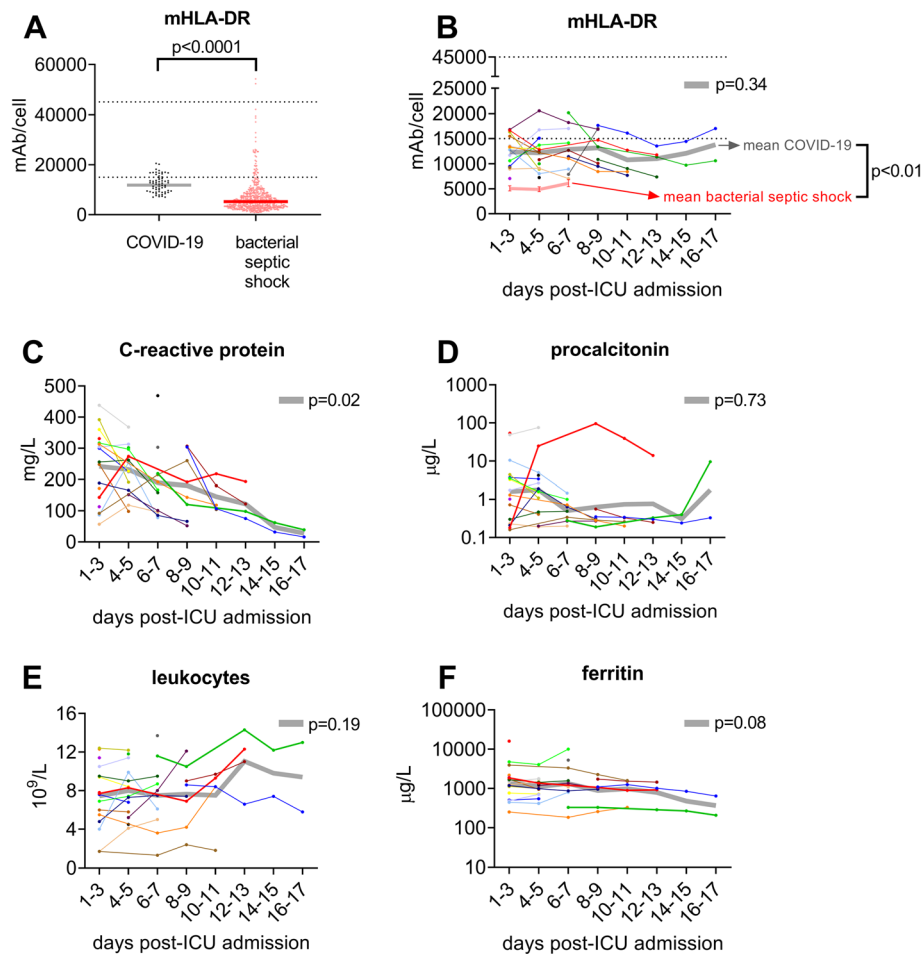 A
mHLA-DR
p<0.0001
mAb/cell
60000
40000
20000
0
COVID-19
bacterial
septic
shock
B
mHLA-DR
mAb/cell
45000
25000
20000
15000
10000
5000
0
p=0.34
mean COVID-19
p<0.01
mean bacterial septic shock
1-3
4-5
6-7
8-9
10-11
12-13
14-15
16-17
days post-ICU admission
C
C-reactive protein
mg/L
500
400
300
200
100
0
p=0.02
1-3
4-5
6-7
8-9
10-11
12-13
14-15
16-17
days post-ICU admission
D
procalcitonin
µg/L
1000
100
10
1
0.1
p=0.73
1-3
4-5
6-7
8-9
10-11
12-13
14-15
16-17
days post-ICU admission
E
leukocytes
10⁹/L
16
12
8
4
0
p=0.19
1-3
4-5
6-7
8-9
10-11
12-13
14-15
16-17
days post-ICU admission
F
ferritin
µg/L
100000
10000
1000
100
10
p=0.08
1-3
4-5
6-7
8-9
10-11
12-13
14-15
16-17
days post-ICU admission